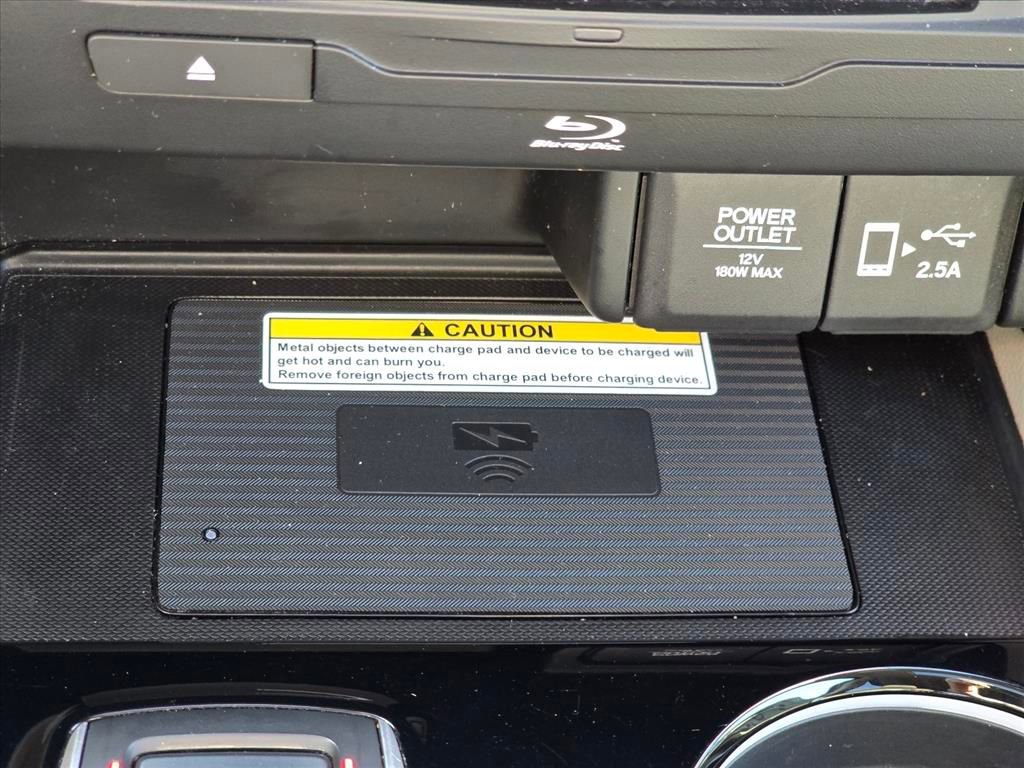 Blu-ray Disc
POWER
OUTLET
12V
180W MAX
2.5A
CAUTION
Metal objects between charge pad and device to be charged will
get hot and can burn you.
Remove foreign objects from charge pad before charging device.